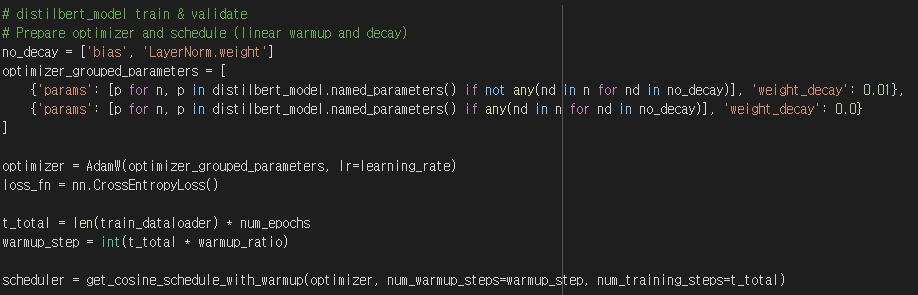 # distilbert_model train & validate
# Prepare optimizer and schedule (linear warmup and decay)
no_decay = ['bias', 'LayerNorm.weight']
optimizer_grouped_parameters = [
    {'params': [p for n, p in distilbert_model.named_parameters() if not any(nd in n for nd in no_decay)], 'weight_decay': 0.01},
    {'params': [p for n, p in distilbert_model.named_parameters() if any(nd in n for nd in no_decay)], 'weight_decay': 0.0}
]
optimizer = AdamW(optimizer_grouped_parameters, lr=learning_rate)
loss_fn = nn.CrossEntropyLoss()
t_total = len(train_dataloader) * num_epochs
warmup_step = int(t_total * warmup_ratio)
scheduler = get_cosine_schedule_with_warmup(optimizer, num_warmup_steps=warmup_step, num_training_steps=t_total)